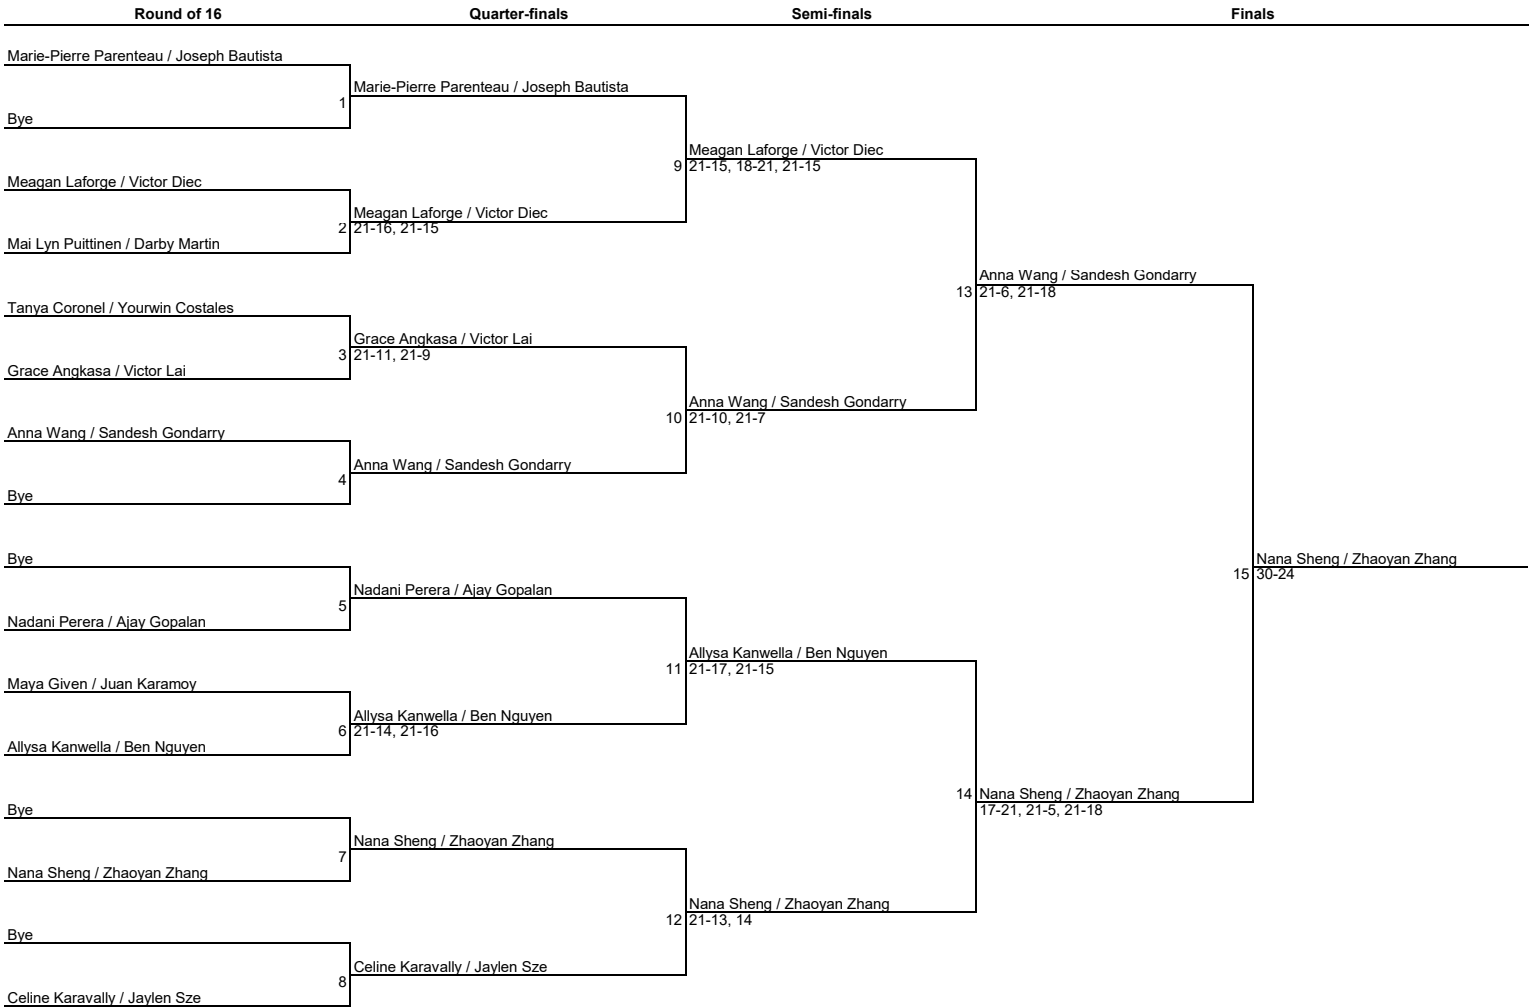 Round of 16
Quarter-finals
Semi-finals
Finals
Marie-Pierre Parenteau / Joseph Bautista
1
Marie-Pierre Parenteau / Joseph Bautista
Bye
9
Meagan Laforge / Victor Diec
21-15, 18-21, 21-15
Meagan Laforge / Victor Diec
2
Meagan Laforge / Victor Diec
21-16, 21-15
Mai Lyn Puittinen / Darby Martin
13
Anna Wang / Sandesh Gondarry
21-6, 21-18
Tanya Coronel / Yourwin Costales
3
Grace Angkasa / Victor Lai
21-11, 21-9
Grace Angkasa / Victor Lai
10
Anna Wang / Sandesh Gondarry
21-10, 21-7
Anna Wang / Sandesh Gondarry
4
Anna Wang / Sandesh Gondarry
Bye
15
Nana Sheng / Zhaoyan Zhang
30-24
Bye
5
Nadani Perera / Ajay Gopalan
Nadani Perera / Ajay Gopalan
11
Allysa Kanwella / Ben Nguyen
21-17, 21-15
Maya Given / Juan Karamoy
6
Allysa Kanwella / Ben Nguyen
21-14, 21-16
Allysa Kanwella / Ben Nguyen
14
Nana Sheng / Zhaoyan Zhang
17-21, 21-5, 21-18
Bye
7
Nana Sheng / Zhaoyan Zhang
Nana Sheng / Zhaoyan Zhang
12
Nana Sheng / Zhaoyan Zhang
21-13, 14
Bye
8
Celine Karavally / Jaylen Sze
Celine Karavally / Jaylen Sze